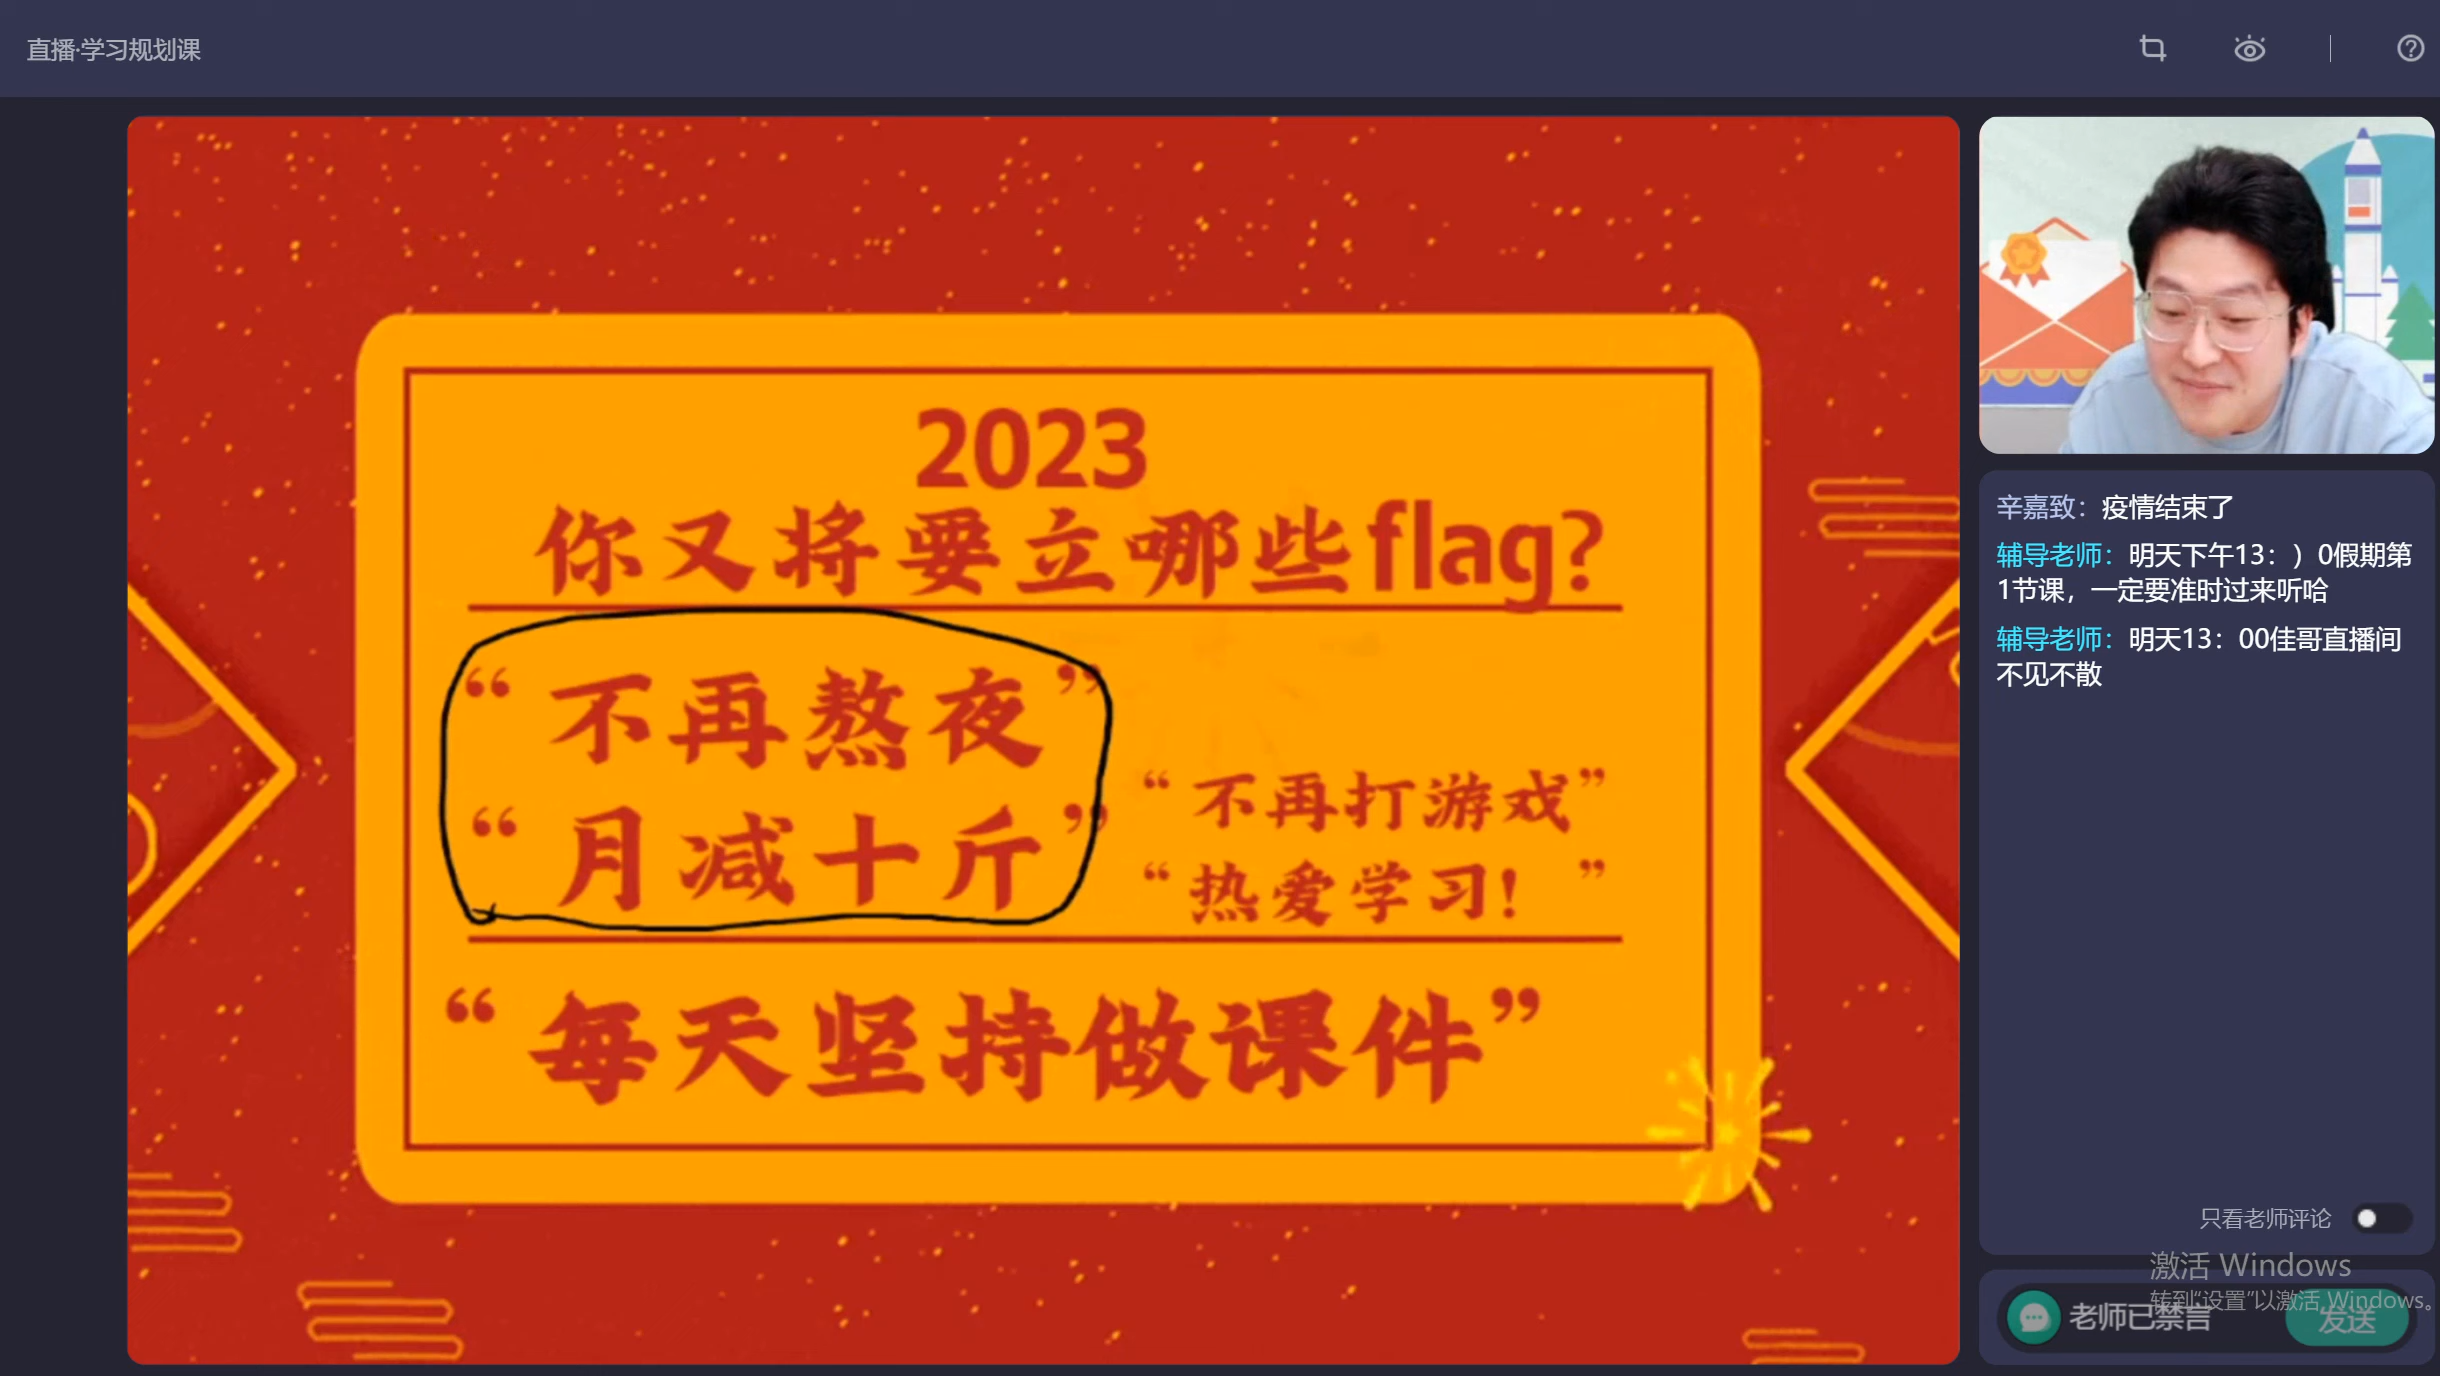 直播·学习规划课
2023
你又将要立哪些flag?
“不再熬夜”
“月减十斤”
“不再打游戏”
“热爱学习! ”
“每天坚持做课件”
辛嘉致：疫情结束了
辅导老师：明天下午13：）0假期第
1节课，一定要准时过来听哈
辅导老师：明天13：00佳哥直播间
不见不散
只看老师评论
激活 Windows
转到“设置”以激活 Windows。
老师已禁言
发送